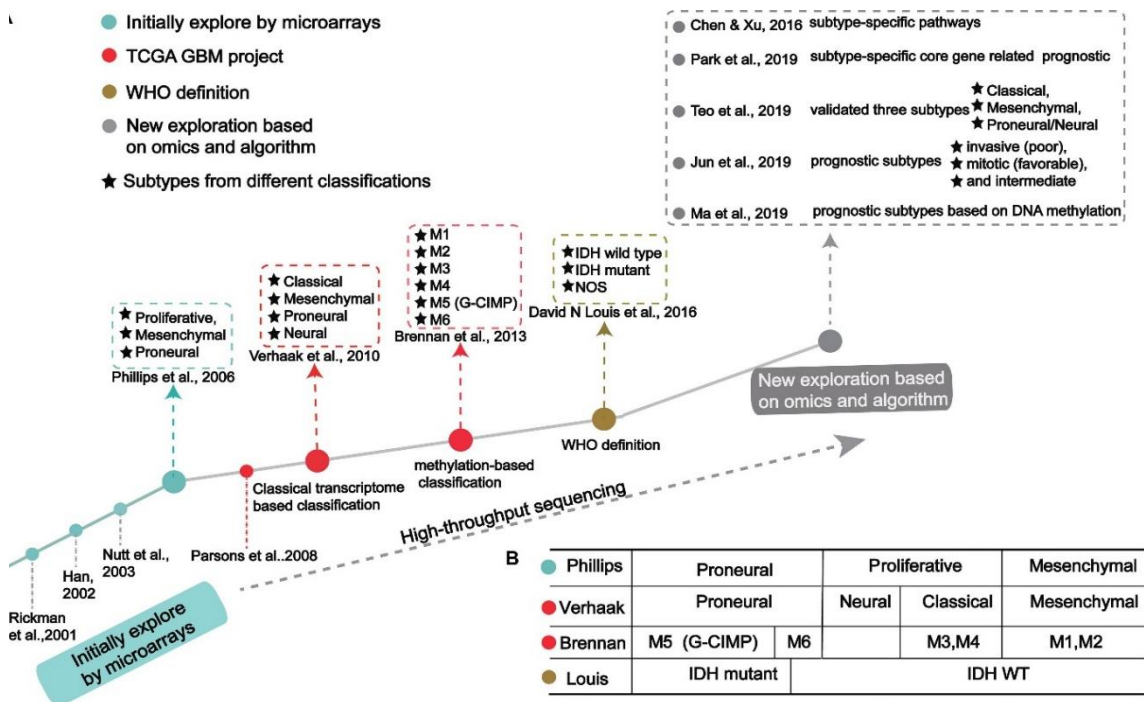 Initially explore by microarrays
TCGA GBM project
WHO definition
New exploration based
on omics and algorithm
★ Subtypes from different classifications
Chen & Xu, 2016 subtype-specific pathways
Park et al., 2019 subtype-specific core gene related prognostic
Teo et al., 2019 validated three subtypes
★ Classical,
★ Mesenchymal,
★ Proneural/Neural
Jun et al., 2019 prognostic subtypes
★ invasive (poor),
★ mitotic (favorable),
★ and intermediate
Ma et al., 2019 prognostic subtypes based on DNA methylation
★ Proliferative,
★ Mesenchymal
★ Proneural
Phillips et al., 2006
★ Classical
★ Mesenchymal
★ Proneural
★ Neural
Verhaak et al., 2010
★ M1
★ M2
★ M3
★ M4
★ M5 (G-CIMP)
★ M6
Brennan et al., 2013
★ IDH wild type
★ IDH mutant
★ NOS
David N Louis et al., 2016
New exploration based
on omics and algorithm
WHO definition
methylation-based
classification
Classical transcriptome
based classification
Parsons et al..2008
Nutt et al.,
2003
Han,
2002
Rickman
et al.,2001
Initially explore
by microarrays
High-throughput sequencing
B
Phillips Proneural Proliferative Mesenchymal
Verhaak Proneural Neural Classical Mesenchymal
Brennan M5 (G-CIMP) M6 M3,M4 M1,M2
Louis IDH mutant IDH WT